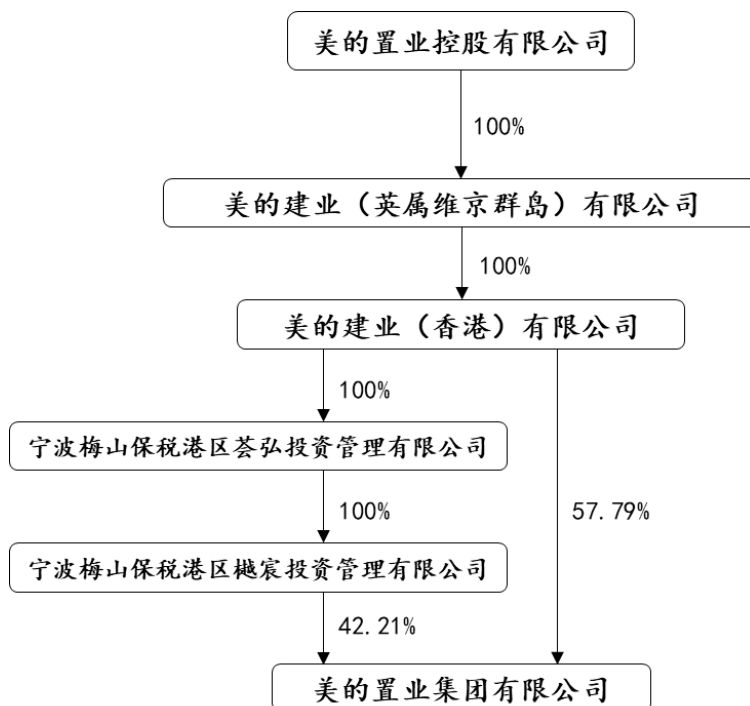 美的置业控股有限公司
100%
美的建业（英属维京群岛）有限公司
100%
美的建业（香港）有限公司
100%
宁波梅山保税港区荟弘投资管理有限公司
100%
57.79%
宁波梅山保税港区樾宸投资管理有限公司
42.21%
美的置业集团有限公司